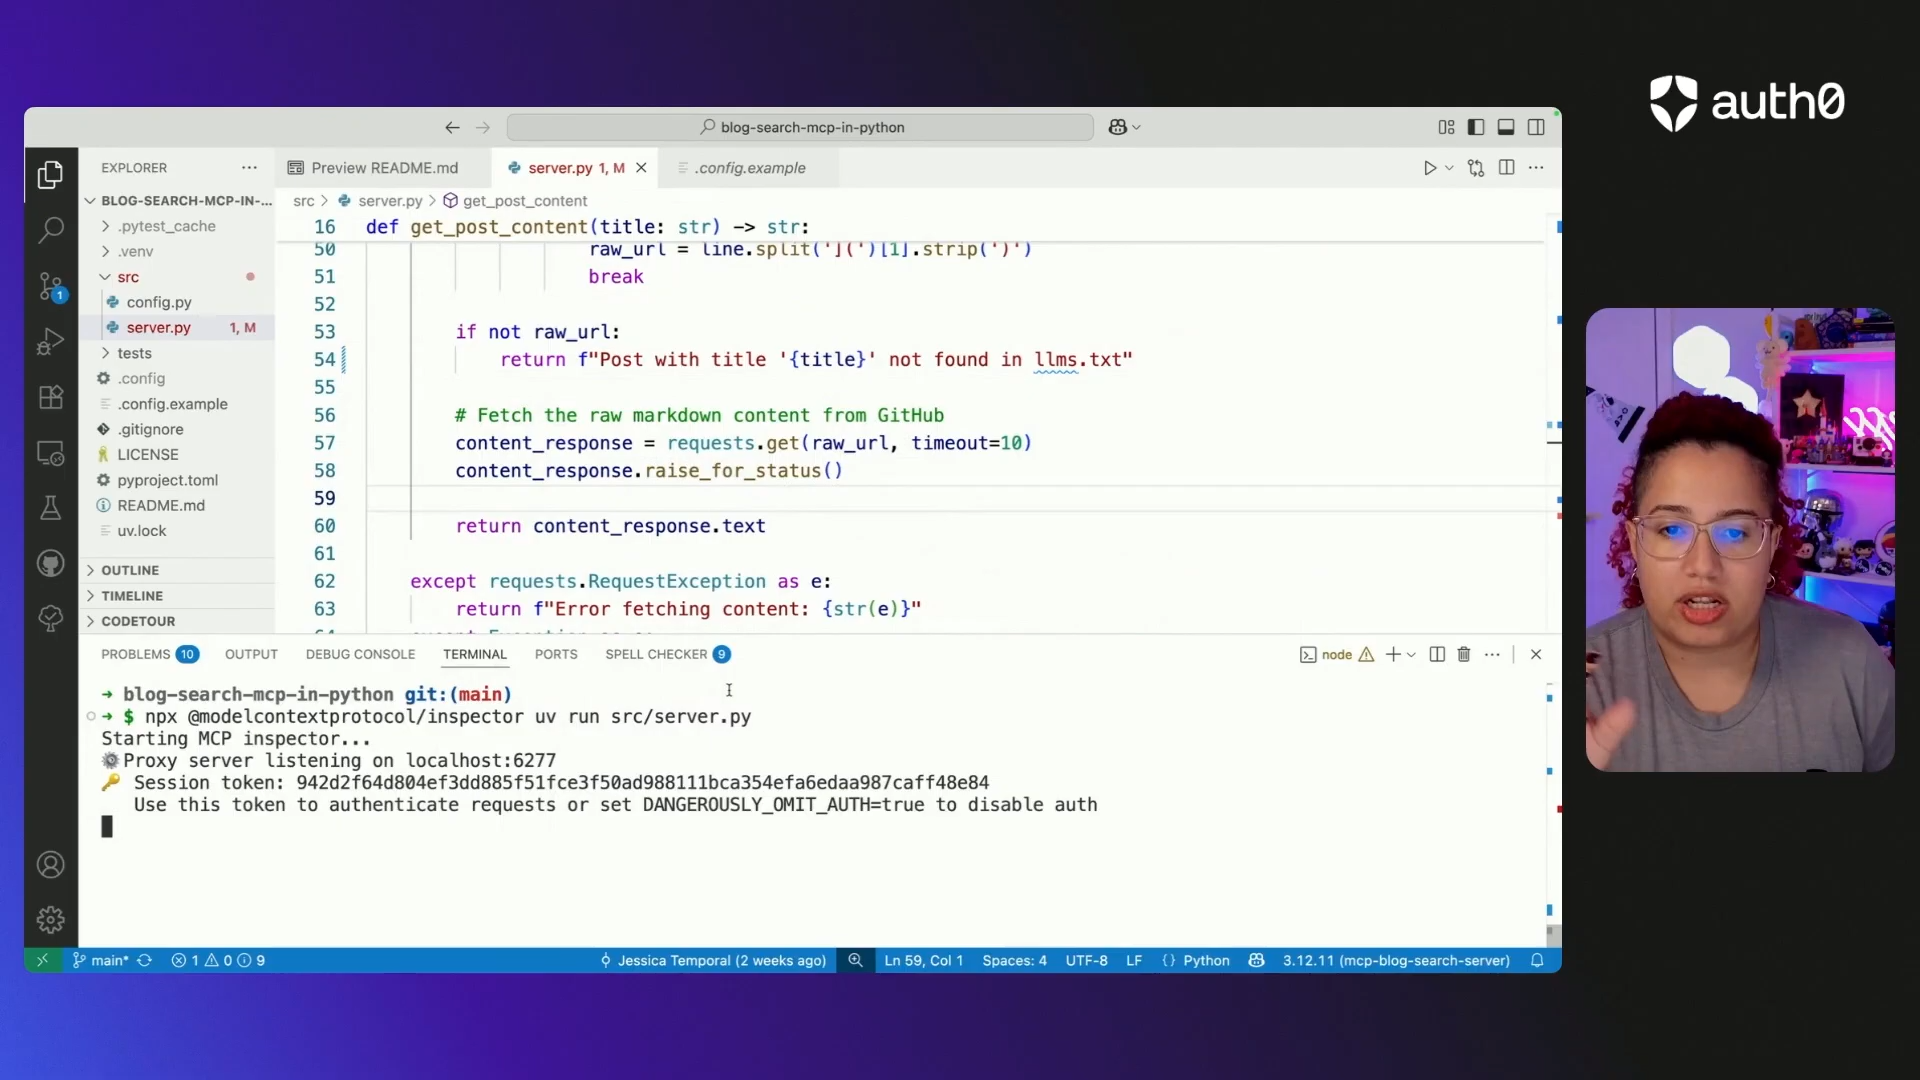 auth0
blog-search-mcp-in-python
EXPLORER
Preview README.md
server.py 1, M
.config.example
BLOG-SEARCH-MCP-IN-...
.pytest_cache
.venv
src
config.py
server.py 1, M
tests
.config
.config.example
.gitignore
LICENSE
pyproject.toml
README.md
uv.lock
OUTLINE
TIMELINE
CODETOUR
1
src > server.py > get_post_content
16 def get_post_content(title: str) -> str:
50 raw_url = line.split('](')[1].strip(')')
51 break
52
53 if not raw_url:
54 return f"Post with title '{title}' not found in llms.txt"
55
56 # Fetch the raw markdown content from GitHub
57 content_response = requests.get(raw_url, timeout=10)
58 content_response.raise_for_status()
59
60 return content_response.text
61
62 except requests.RequestException as e:
63 return f"Error fetching content: {str(e)}"
PROBLEMS 10 OUTPUT DEBUG CONSOLE TERMINAL PORTS SPELL CHECKER 9
node
→ blog-search-mcp-in-python git:(main)
→ $ npx @modelcontextprotocol/inspector uv run src/server.py
Starting MCP inspector...
Proxy server listening on localhost:6277
Session token: 942d2f64d804ef3dd885f51fce3f50ad988111bca354efa6edaa987caff48e84
Use this token to authenticate requests or set DANGEROUSLY_OMIT_AUTH=true to disable auth
main* 1 0 9
Jessica Temporal (2 weeks ago)
Ln 59, Col 1 Spaces: 4 UTF-8 LF {} Python 3.12.11 (mcp-blog-search-server)